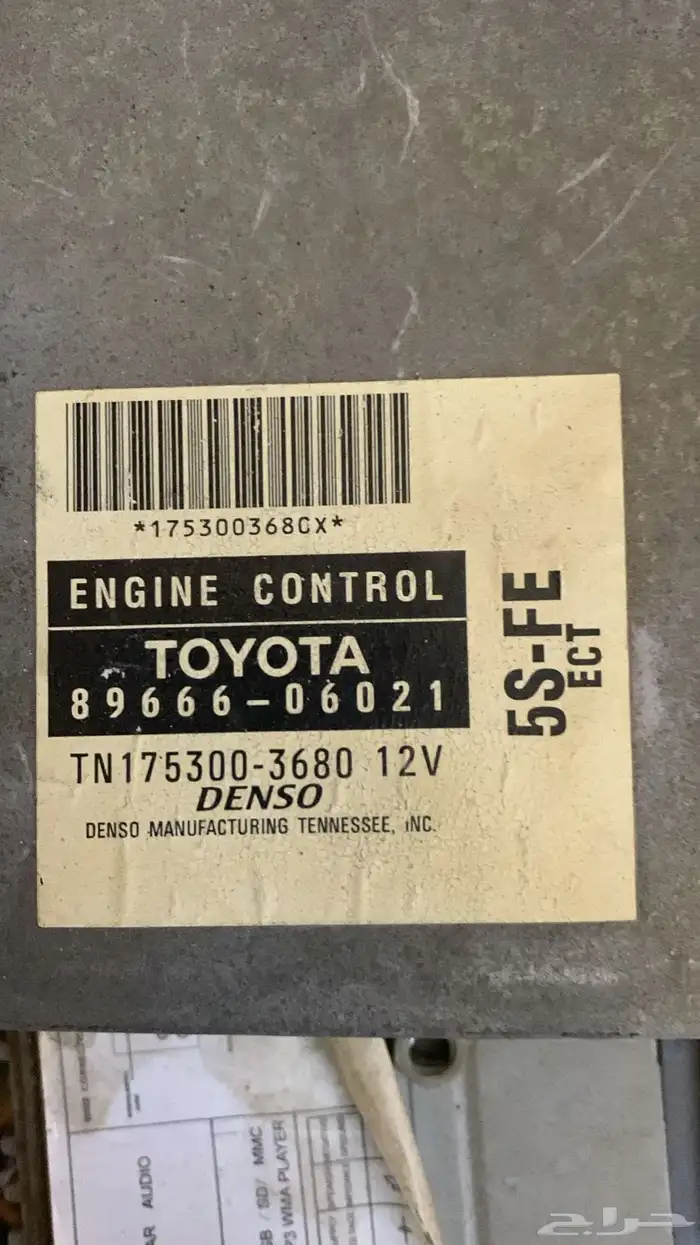 *175300368CX*
ENGINE CONTROL
TOYOTA
89666-06021
5S-FE
ECT
TN175300-3680 12V
DENSO
DENSO MANUFACTURING TENNESSEE, INC.
AUDIO
/ SD/ MMC
WMA PLAYER
حراج